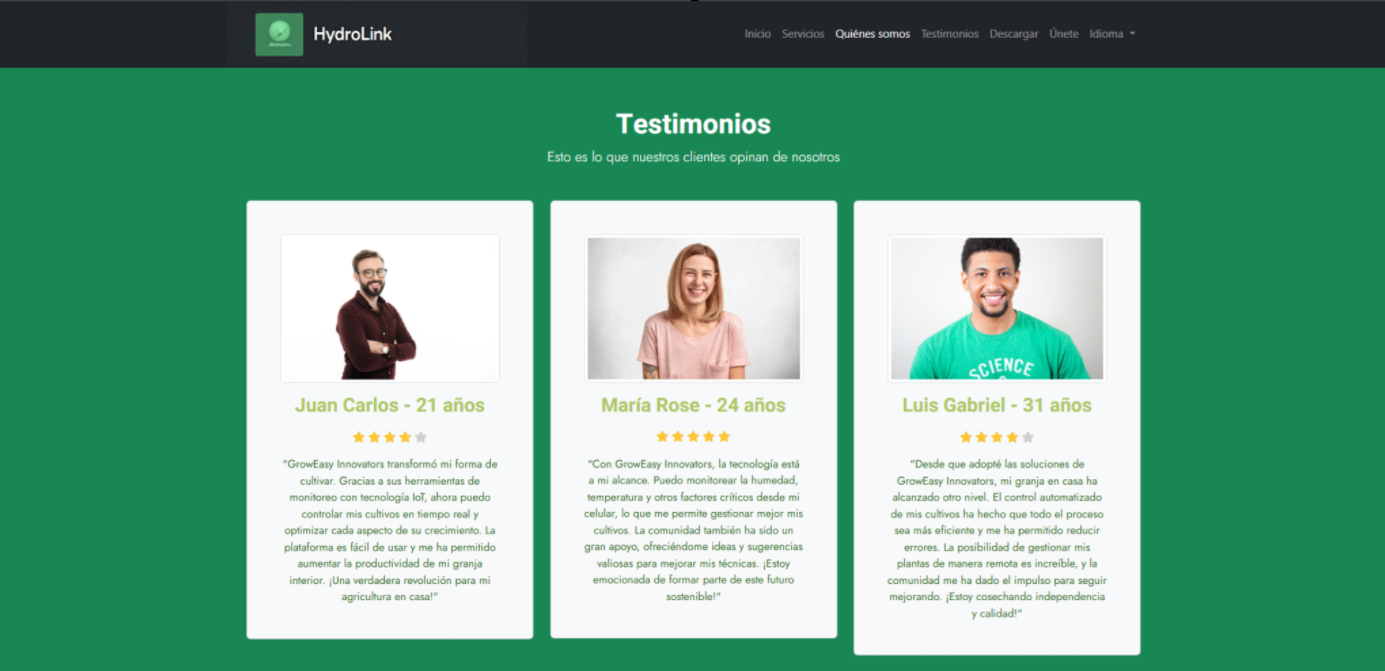 HydroLink
Inicio Servicios Quiénes somos Testimonios Descargar Únete Idioma
Testimonios
Esto es lo que nuestros clientes opinan de nosotros
Juan Carlos - 21 años
"GrowEasy Innovators transformó mi forma de
cultivar. Gracias a sus herramientas de
monitoreo con tecnología IoT, ahora puedo
controlar mis cultivos en tiempo real y
optimizar cada aspecto de su crecimiento. La
plataforma es fácil de usar y me ha permitido
aumentar la productividad de mi granja
interior. ¡Una verdadera revolución para mi
agricultura en casa!"
María Rose - 24 años
"Con GrowEasy Innovators, la tecnología está
a mi alcance. Puedo monitorear la humedad,
temperatura y otros factores críticos desde mi
celular, lo que me permite gestionar mejor mis
cultivos. La comunidad también ha sido un
gran apoyo, ofreciéndome ideas y sugerencias
valiosas para mejorar mis técnicas. ¡Estoy
emocionada de formar parte de este futuro
sostenible!"
SCIENCE
Luis Gabriel - 31 años
"Desde que adopté las soluciones de
GrowEasy Innovators, mi granja en casa ha
alcanzado otro nivel. El control automatizado
de mis cultivos ha hecho que todo el proceso
sea más eficiente y me ha permitido reducir
errores. La posibilidad de gestionar mis
plantas de manera remota es increíble, y la
comunidad me ha dado el impulso para seguir
mejorando. ¡Estoy cosechando independencia
y calidad!"